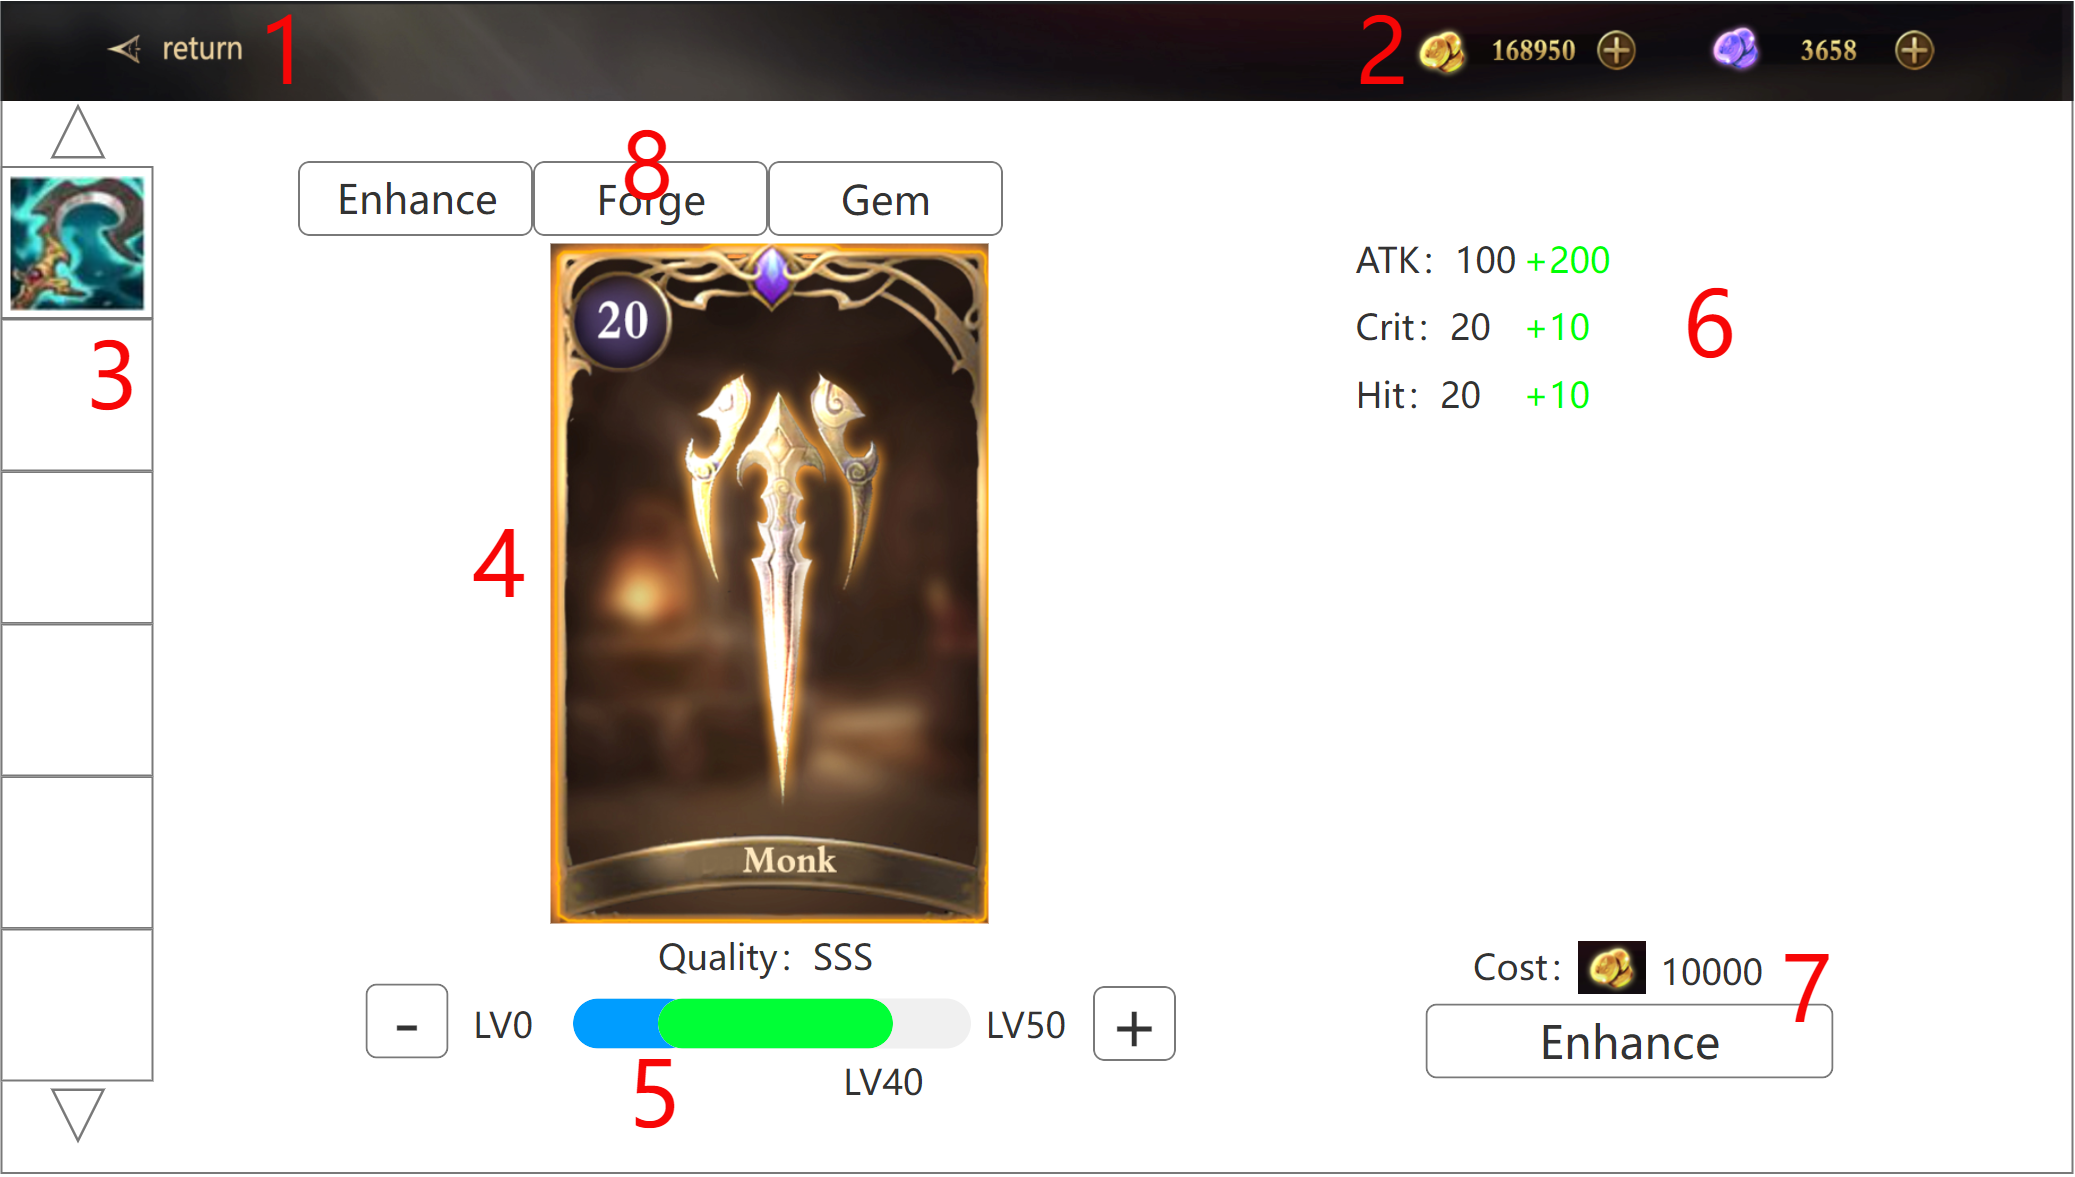 return 1
2 168950 3658
8
Enhance Forge Gem
20
ATK: 100 +200
Crit: 20 +10
Hit: 20 +10
6
3
4
Monk
Quality: SSS
- LV0 LV50 +
5 LV40
Cost: 10000 7
Enhance